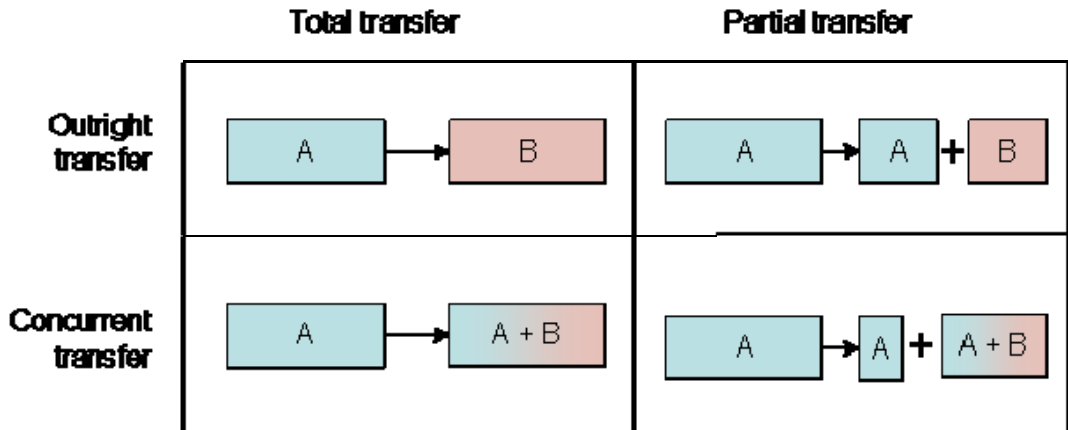 Total transfer
Partial transfer
Outright
transfer
A
B
A
A
+
B
Concurrent
transfer
A
A + B
A
A
+
A + B